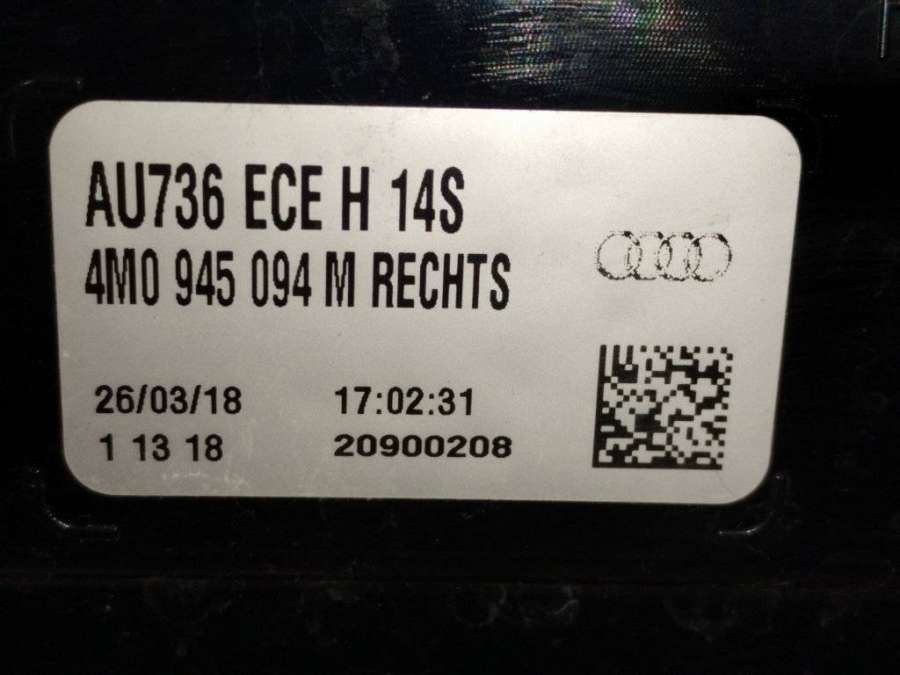 AU736 ECE H 14S
4M0 945 094 M RECHTS
26/03/18 17:02:31
1 13 18 20900208